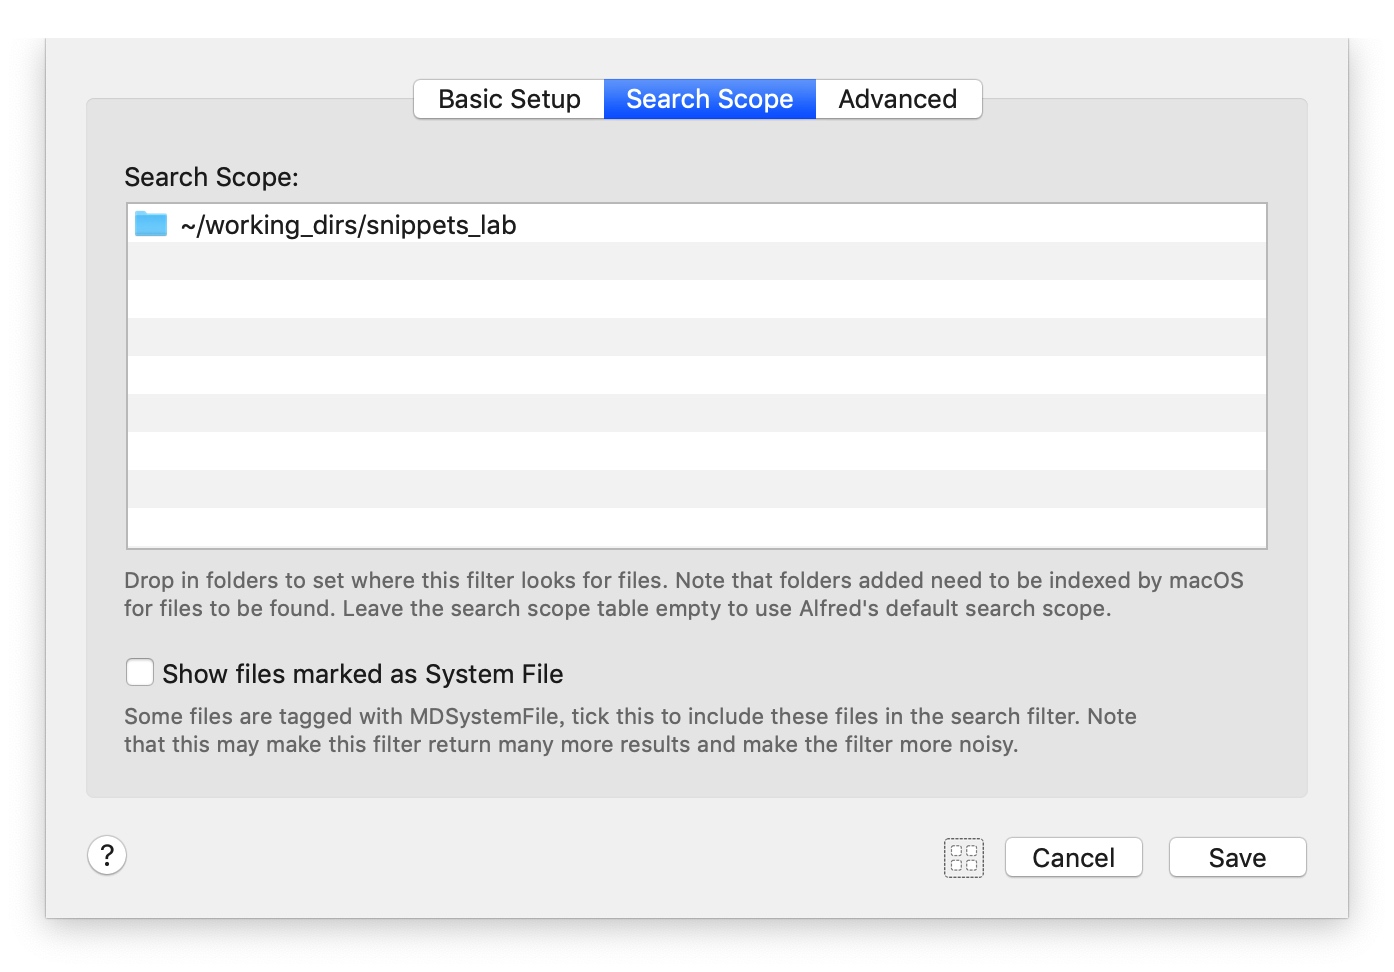 Basic Setup Search Scope Advanced
Search Scope:
~/working_dirs/snippets_lab
Drop in folders to set where this filter looks for files. Note that folders added need to be indexed by macOS
for files to be found. Leave the search scope table empty to use Alfred's default search scope.
Show files marked as System File
Some files are tagged with MDSystemFile, tick this to include these files in the search filter. Note
that this may make this filter return many more results and make the filter more noisy.
? Cancel Save